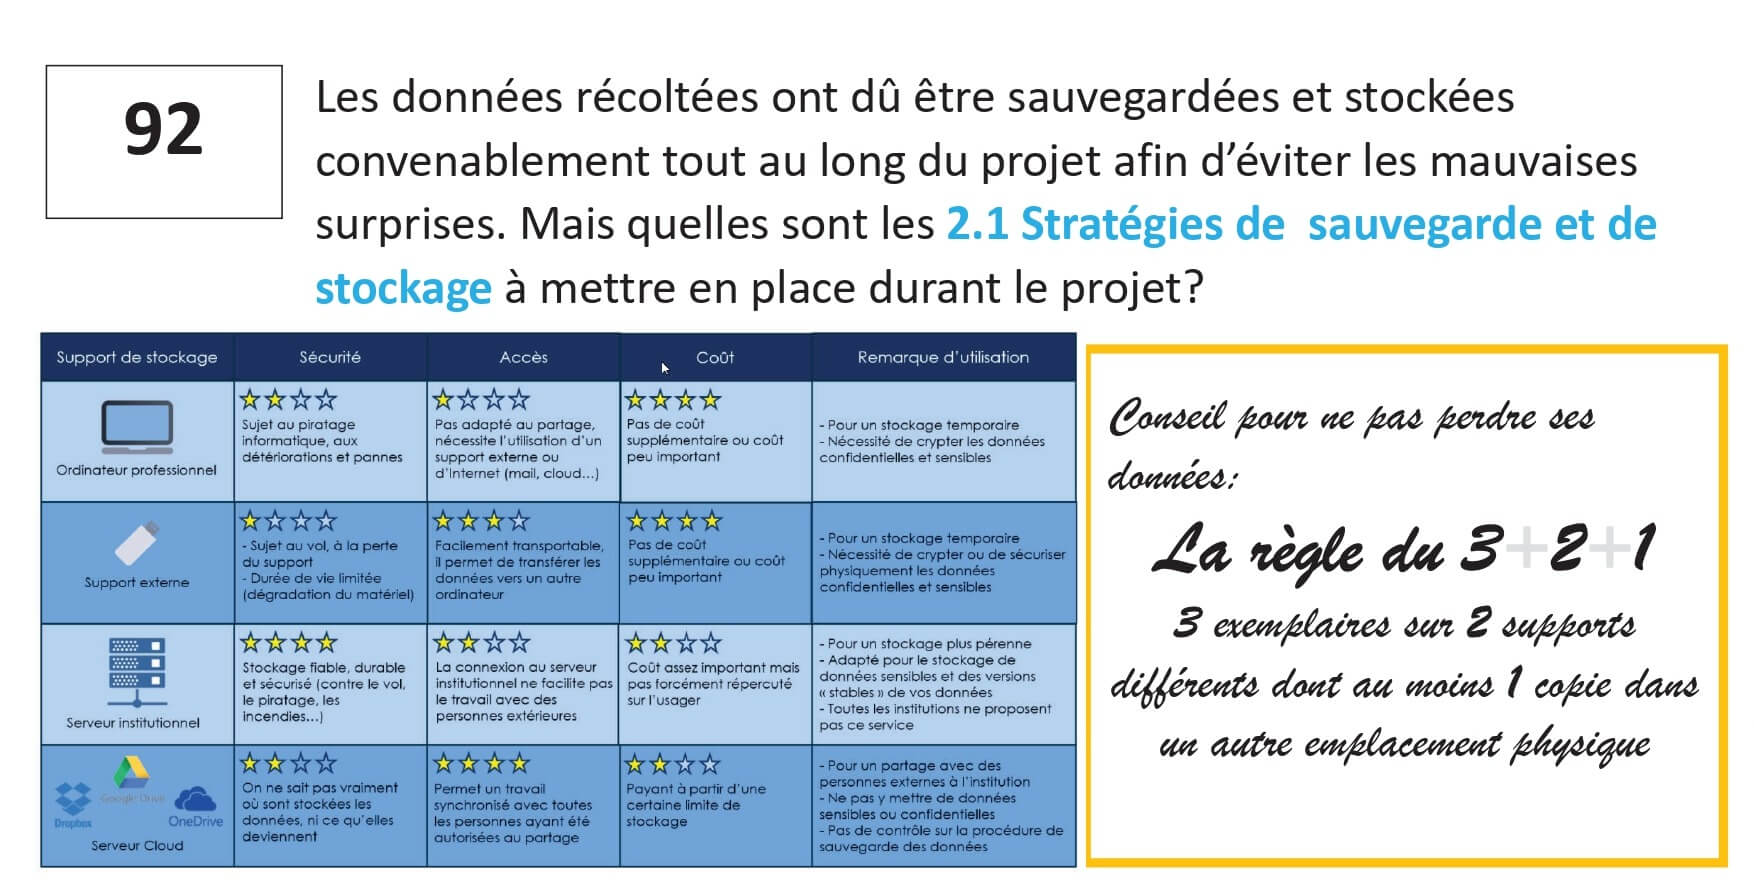 92
Les données récoltées ont dû être sauvegardées et stockées
convenablement tout au long du projet afin d’éviter les mauvaises
surprises. Mais quelles sont les 2.1 Stratégies de sauvegarde et de
stockage à mettre en place durant le projet?
Support de stockage
Sécurité
Accès
Coût
Remarque d’utilisation
Ordinateur professionnel
Sujet au piratage
informatique, aux
détériorations et pannes
Pas adapté au partage,
nécessite l’utilisation d’un
support externe ou
d’Internet (mail, cloud...)
Pas de coût
supplémentaire ou coût
peu important
- Pour un stockage temporaire
- Nécessité de crypter les données
confidentielles et sensibles
Support externe
- Sujet au vol, à la perte
du support
- Durée de vie limitée
(dégradation du matériel)
Facilement transportable,
il permet de transférer les
données vers un autre
ordinateur
Pas de coût
supplémentaire ou coût
peu important
- Pour un stockage temporaire
- Nécessité de crypter ou de sécuriser
physiquement les données
confidentielles et sensibles
Serveur institutionnel
Stockage fiable, durable
et sécurisé (contre le vol,
le piratage, les
incendies...)
La connexion au serveur
institutionnel ne facilite pas
le travail avec des
personnes extérieures
Coût assez important mais
pas forcément répercuté
sur l’usager
- Pour un stockage plus pérenne
- Adapté pour le stockage de
données sensibles et des versions
« stables » de vos données
- Toutes les institutions ne proposent
pas ce service
Dropbox
Google Drive
OneDrive
Serveur Cloud
On ne sait pas vraiment
où sont stockées les
données, ni ce qu’elles
deviennent
Permet un travail
synchronisé avec toutes
les personnes ayant été
autorisées au partage
Payant à partir d’une
certaine limite de
stockage
- Pour un partage avec des
personnes externes à l’institution
- Ne pas y mettre de données
sensibles ou confidentielles
- Pas de contrôle sur la procédure de
sauvegarde des données
Conseil pour ne pas perdre ses
données:
La règle du 3+2+1
3 exemplaires sur 2 supports
différents dont au moins 1 copie dans
un autre emplacement physique